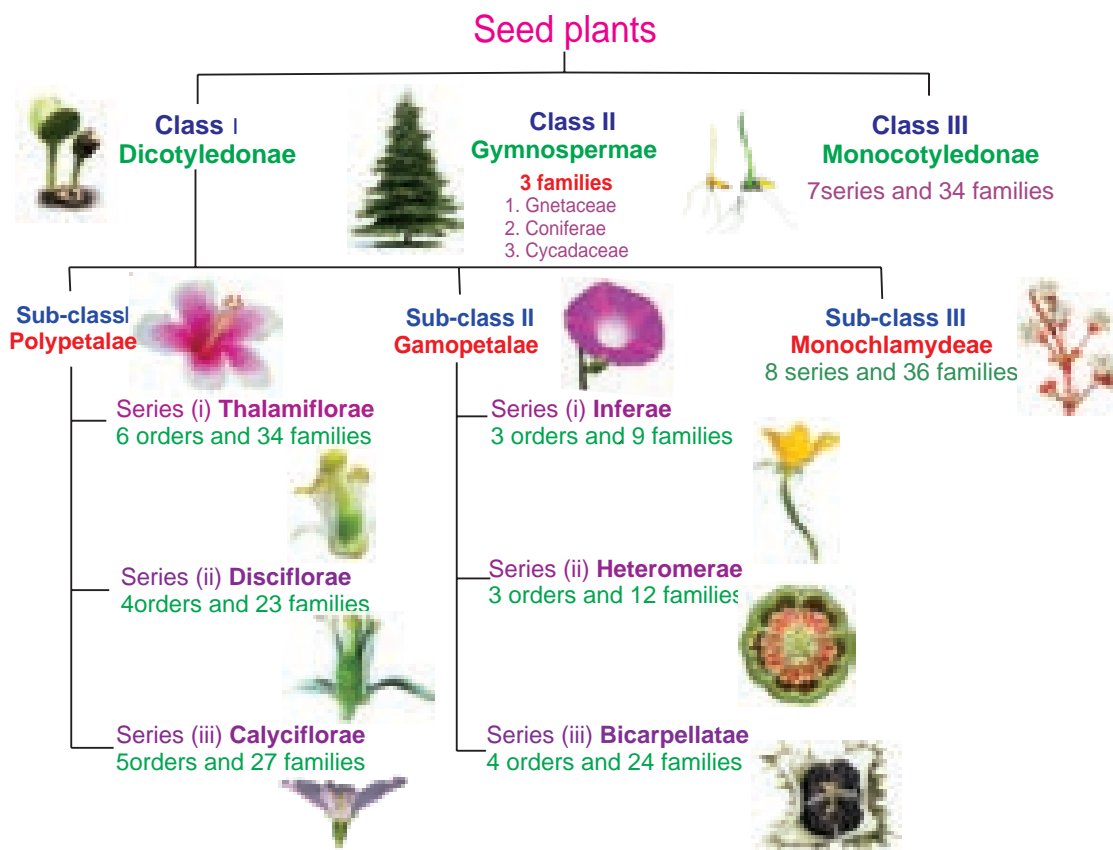 Seed plants
Class I
Dicotyledonae
Class II
Gymnospermae
3 families
1. Gnetaceae
2. Coniferae
3. Cycadaceae
Class III
Monocotyledonae
7series and 34 families
Sub-classI
Polypetalae
Sub-class II
Gamopetalae
Sub-class III
Monochlamydeae
8 series and 36 families
Series (i) Thalamiflorae
6 orders and 34 families
Series (ii) Disciflorae
4orders and 23 families
Series (iii) Calyciflorae
5orders and 27 families
Series (i) Inferae
3 orders and 9 families
Series (ii) Heteromerae
3 orders and 12 families
Series (iii) Bicarpellatae
4 orders and 24 families